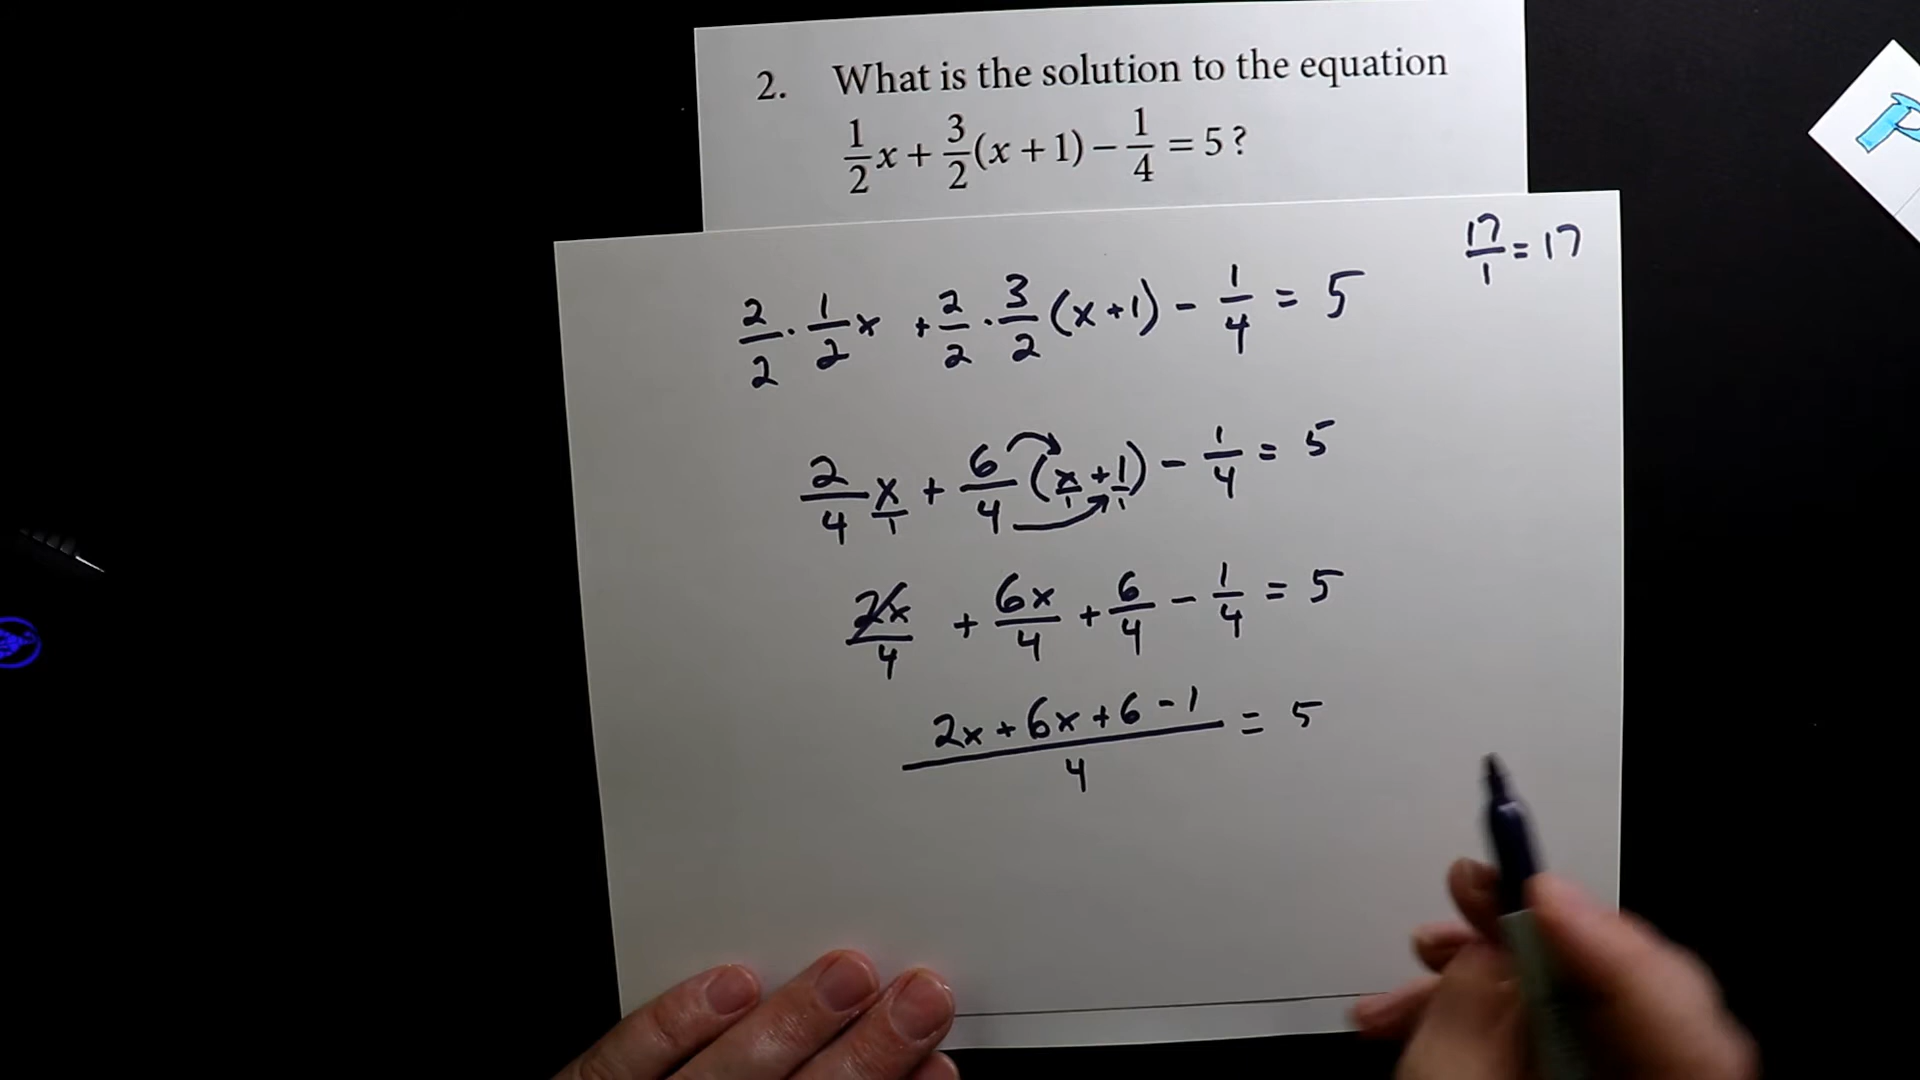 2. What is the solution to the equation
1/2 x + 3/2 (x + 1) − 1/4 = 5 ?
17/1 = 17
2/2 · 1/2 x + 2/2 · 3/2 (x + 1) − 1/4 = 5
2/4 x/1 + 6/4 (x/1 + 1/1) − 1/4 = 5
2x/4 + 6x/4 + 6/4 − 1/4 = 5
(2x + 6x + 6 − 1)/4 = 5